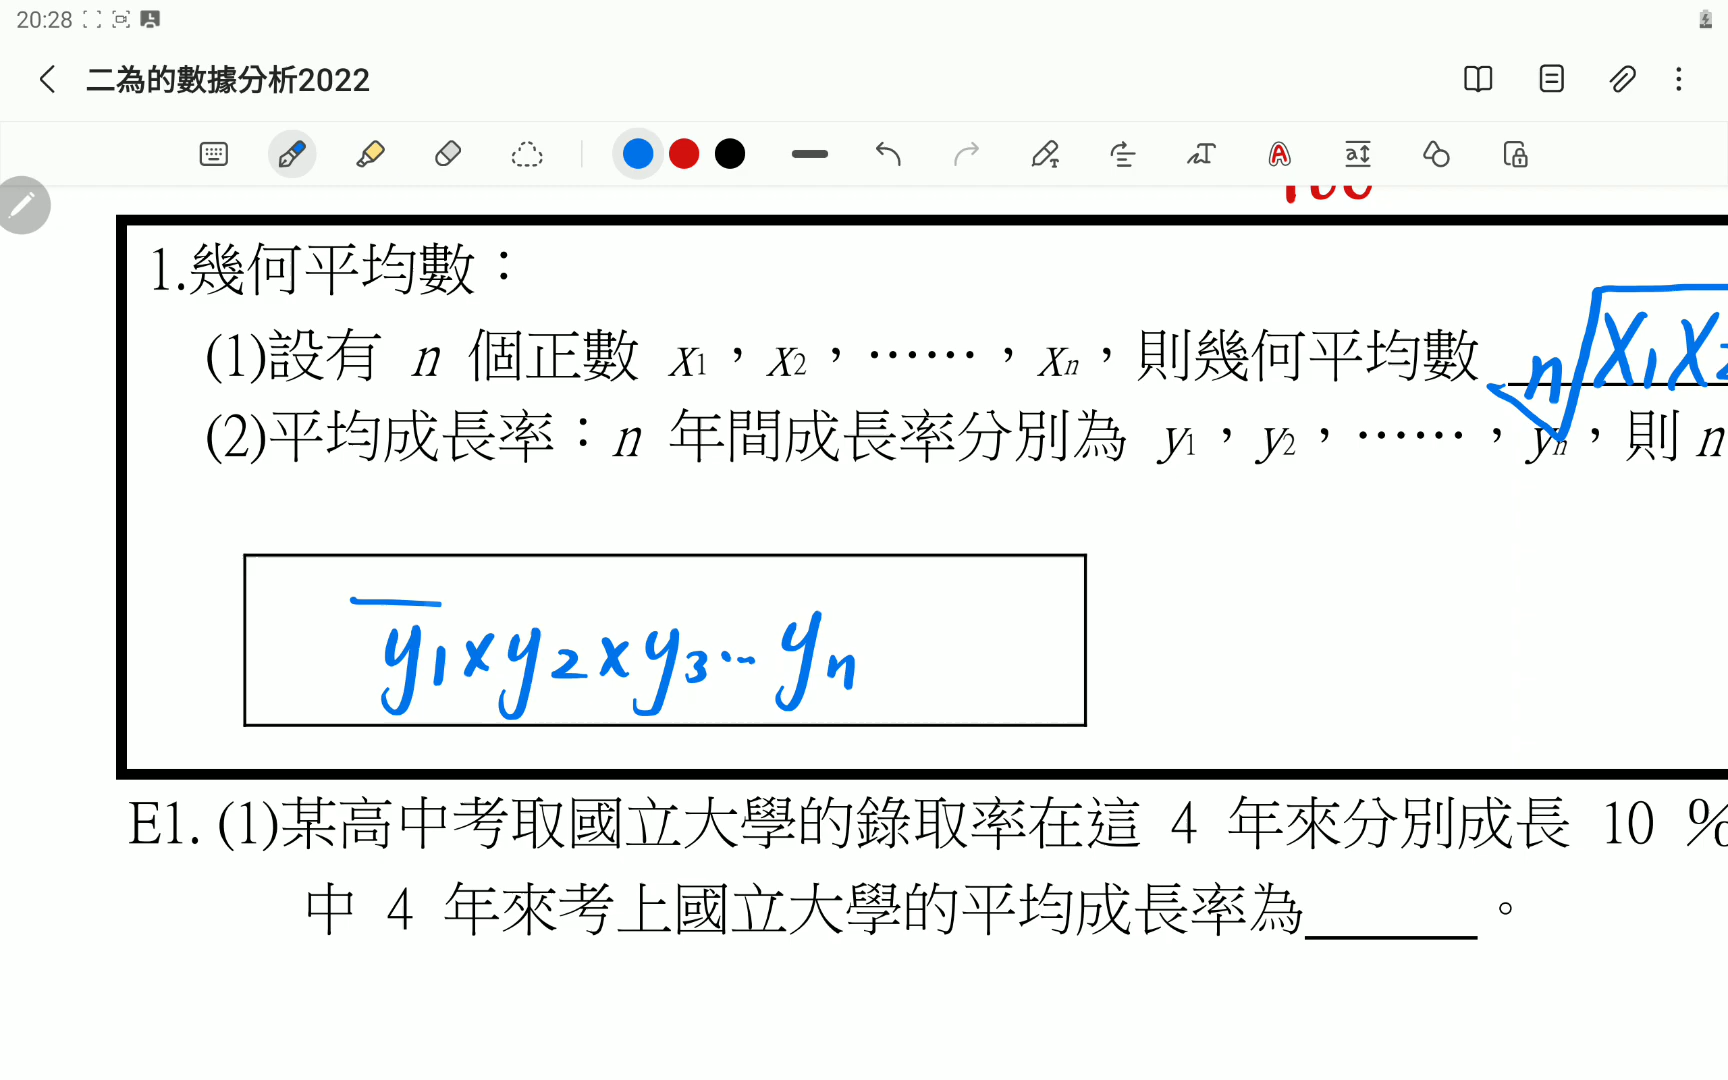 20:28
二為的數據分析2022
1.幾何平均數：
(1)設有 n 個正數 x1，x2，……，xn，則幾何平均數 n√x1x2
(2)平均成長率：n 年間成長率分別為 y1，y2，……，yn，則 n
y1×y2×y3…yn
E1. (1)某高中考取國立大學的錄取率在這 4 年來分別成長 10 %
中 4 年來考上國立大學的平均成長率為______。